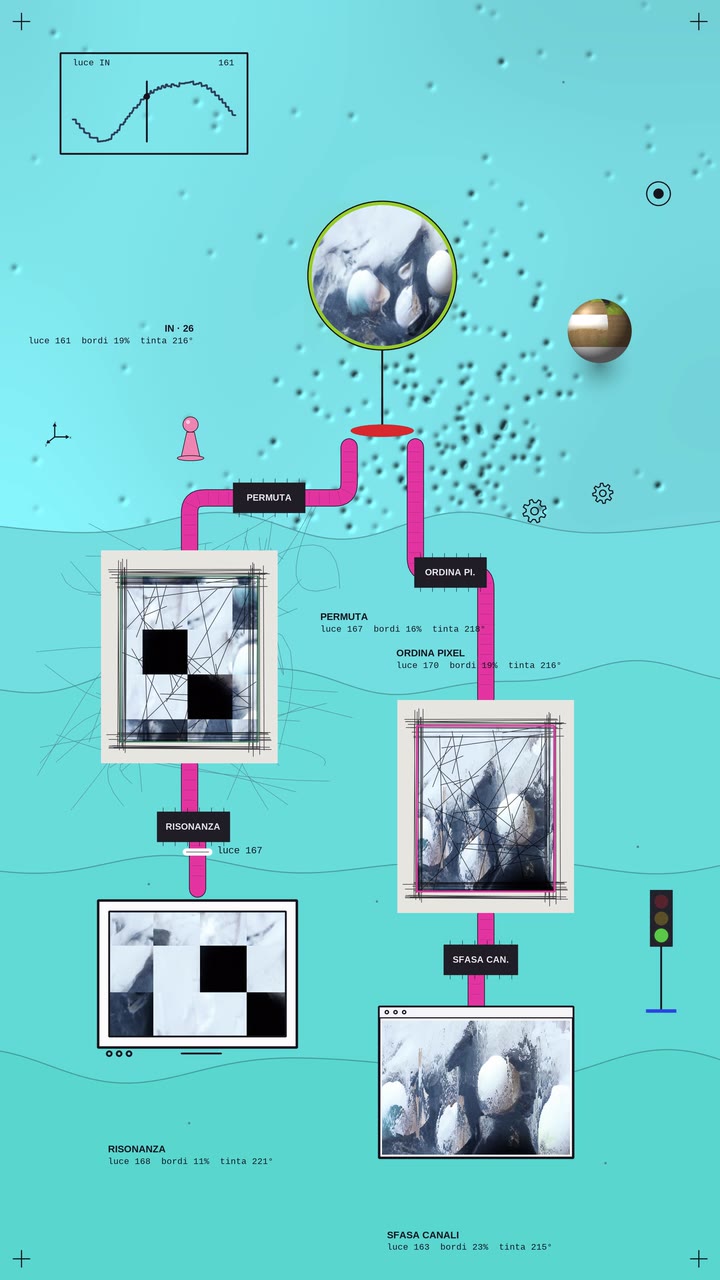 luce IN 161
IN · 26
luce 161 bordi 19% tinta 216°
PERMUTA
ORDINA PI.
PERMUTA
luce 167 bordi 16% tinta 218°
ORDINA PIXEL
luce 170 bordi 19% tinta 216°
RISONANZA
luce 167
SFASA CAN.
RISONANZA
luce 168 bordi 11% tinta 221°
SFASA CANALI
luce 163 bordi 23% tinta 215°